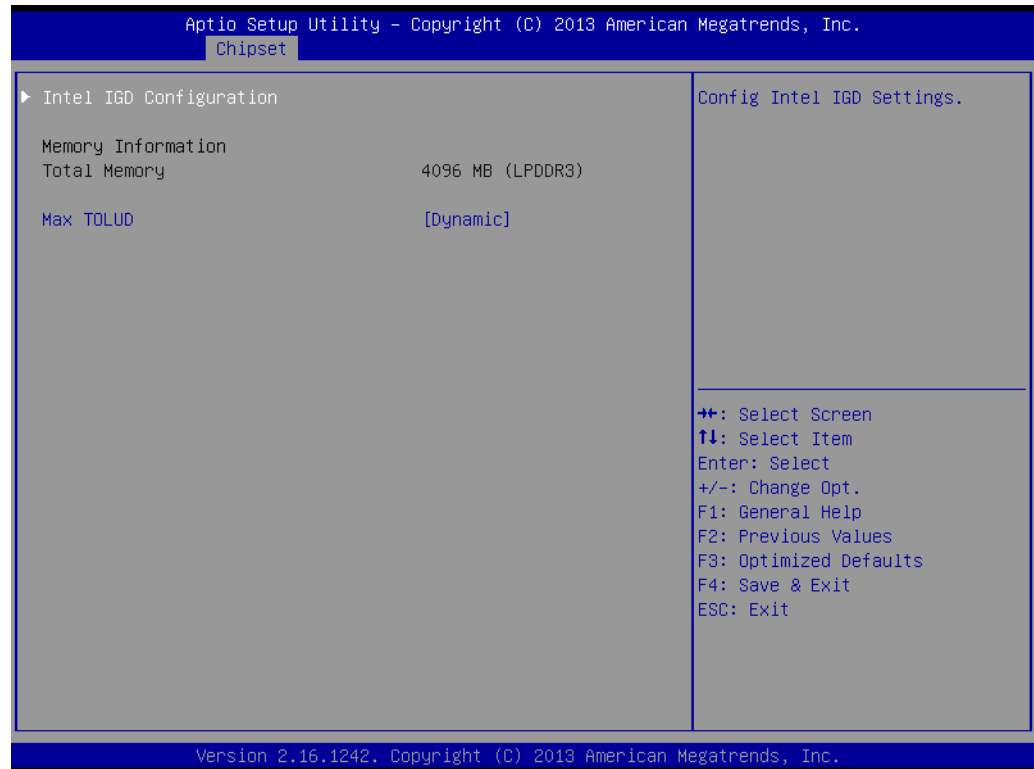 Aptio Setup Utility – Copyright (C) 2013 American Megatrends, Inc.
Chipset
▶ Intel IGD Configuration
Memory Information
Total Memory 4096 MB (LPDDR3)
Max TOLUD [Dynamic]
Config Intel IGD Settings.
→←: Select Screen
↑↓: Select Item
Enter: Select
+/-: Change Opt.
F1: General Help
F2: Previous Values
F3: Optimized Defaults
F4: Save & Exit
ESC: Exit
Version 2.16.1242. Copyright (C) 2013 American Megatrends, Inc.